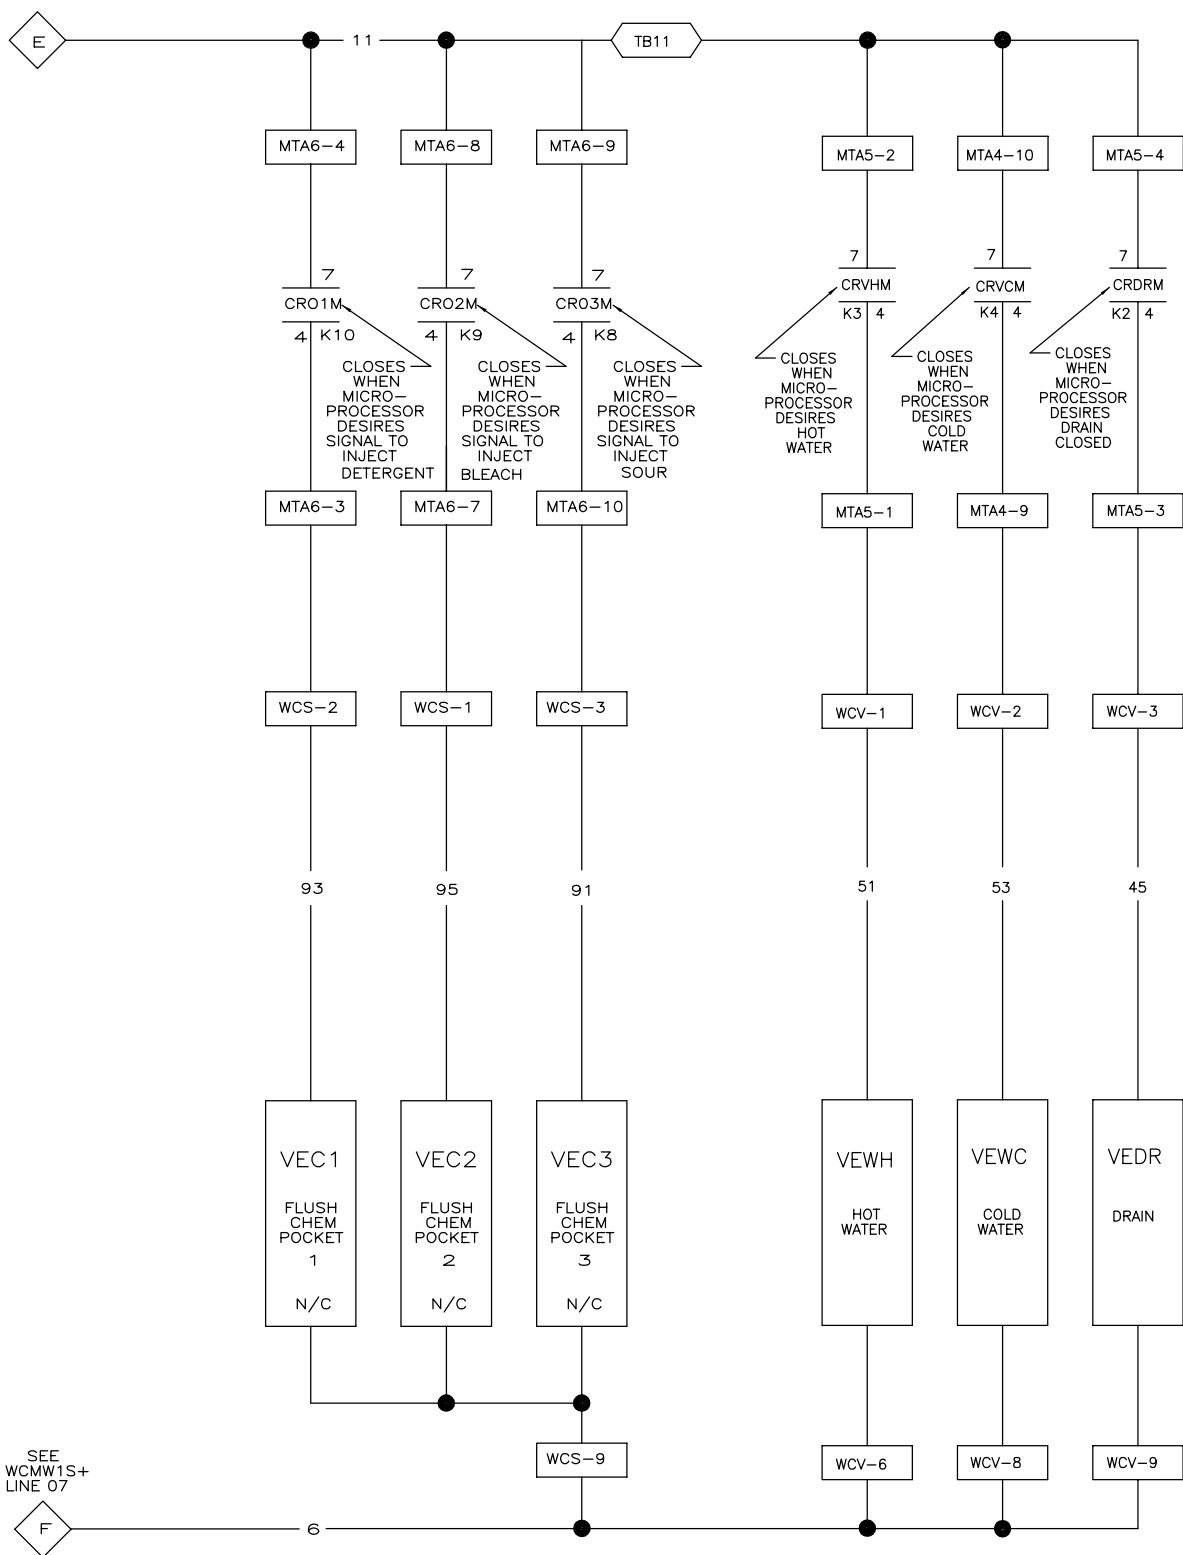 E
11
TB11
MTA6-4
MTA6-8
MTA6-9
MTA5-2
MTA4-10
MTA5-4
7
7
7
7
7
7
CR01M
CR02M
CR03M
CRVHM
CRVCM
CRDRM
4 K10
4 K9
4 K8
K3 4
K4 4
K2 4
CLOSES
WHEN
MICRO-
PROCESSOR
DESIRES
SIGNAL TO
INJECT
DETERGENT
CLOSES
WHEN
MICRO-
PROCESSOR
DESIRES
SIGNAL TO
INJECT
BLEACH
CLOSES
WHEN
MICRO-
PROCESSOR
DESIRES
SIGNAL TO
INJECT
SOUR
CLOSES
WHEN
MICRO-
PROCESSOR
DESIRES
HOT
WATER
CLOSES
WHEN
MICRO-
PROCESSOR
DESIRES
COLD
WATER
CLOSES
WHEN
MICRO-
PROCESSOR
DESIRES
DRAIN
CLOSED
MTA6-3
MTA6-7
MTA6-10
MTA5-1
MTA4-9
MTA5-3
WCS-2
WCS-1
WCS-3
WCV-1
WCV-2
WCV-3
93
95
91
51
53
45
VEC1
FLUSH
CHEM
POCKET
1
N/C
VEC2
FLUSH
CHEM
POCKET
2
N/C
VEC3
FLUSH
CHEM
POCKET
3
N/C
VEWH
HOT
WATER
VEWC
COLD
WATER
VEDR
DRAIN
WCS-9
WCV-6
WCV-8
WCV-9
SEE
WCMW1S+
LINE 07
F
6